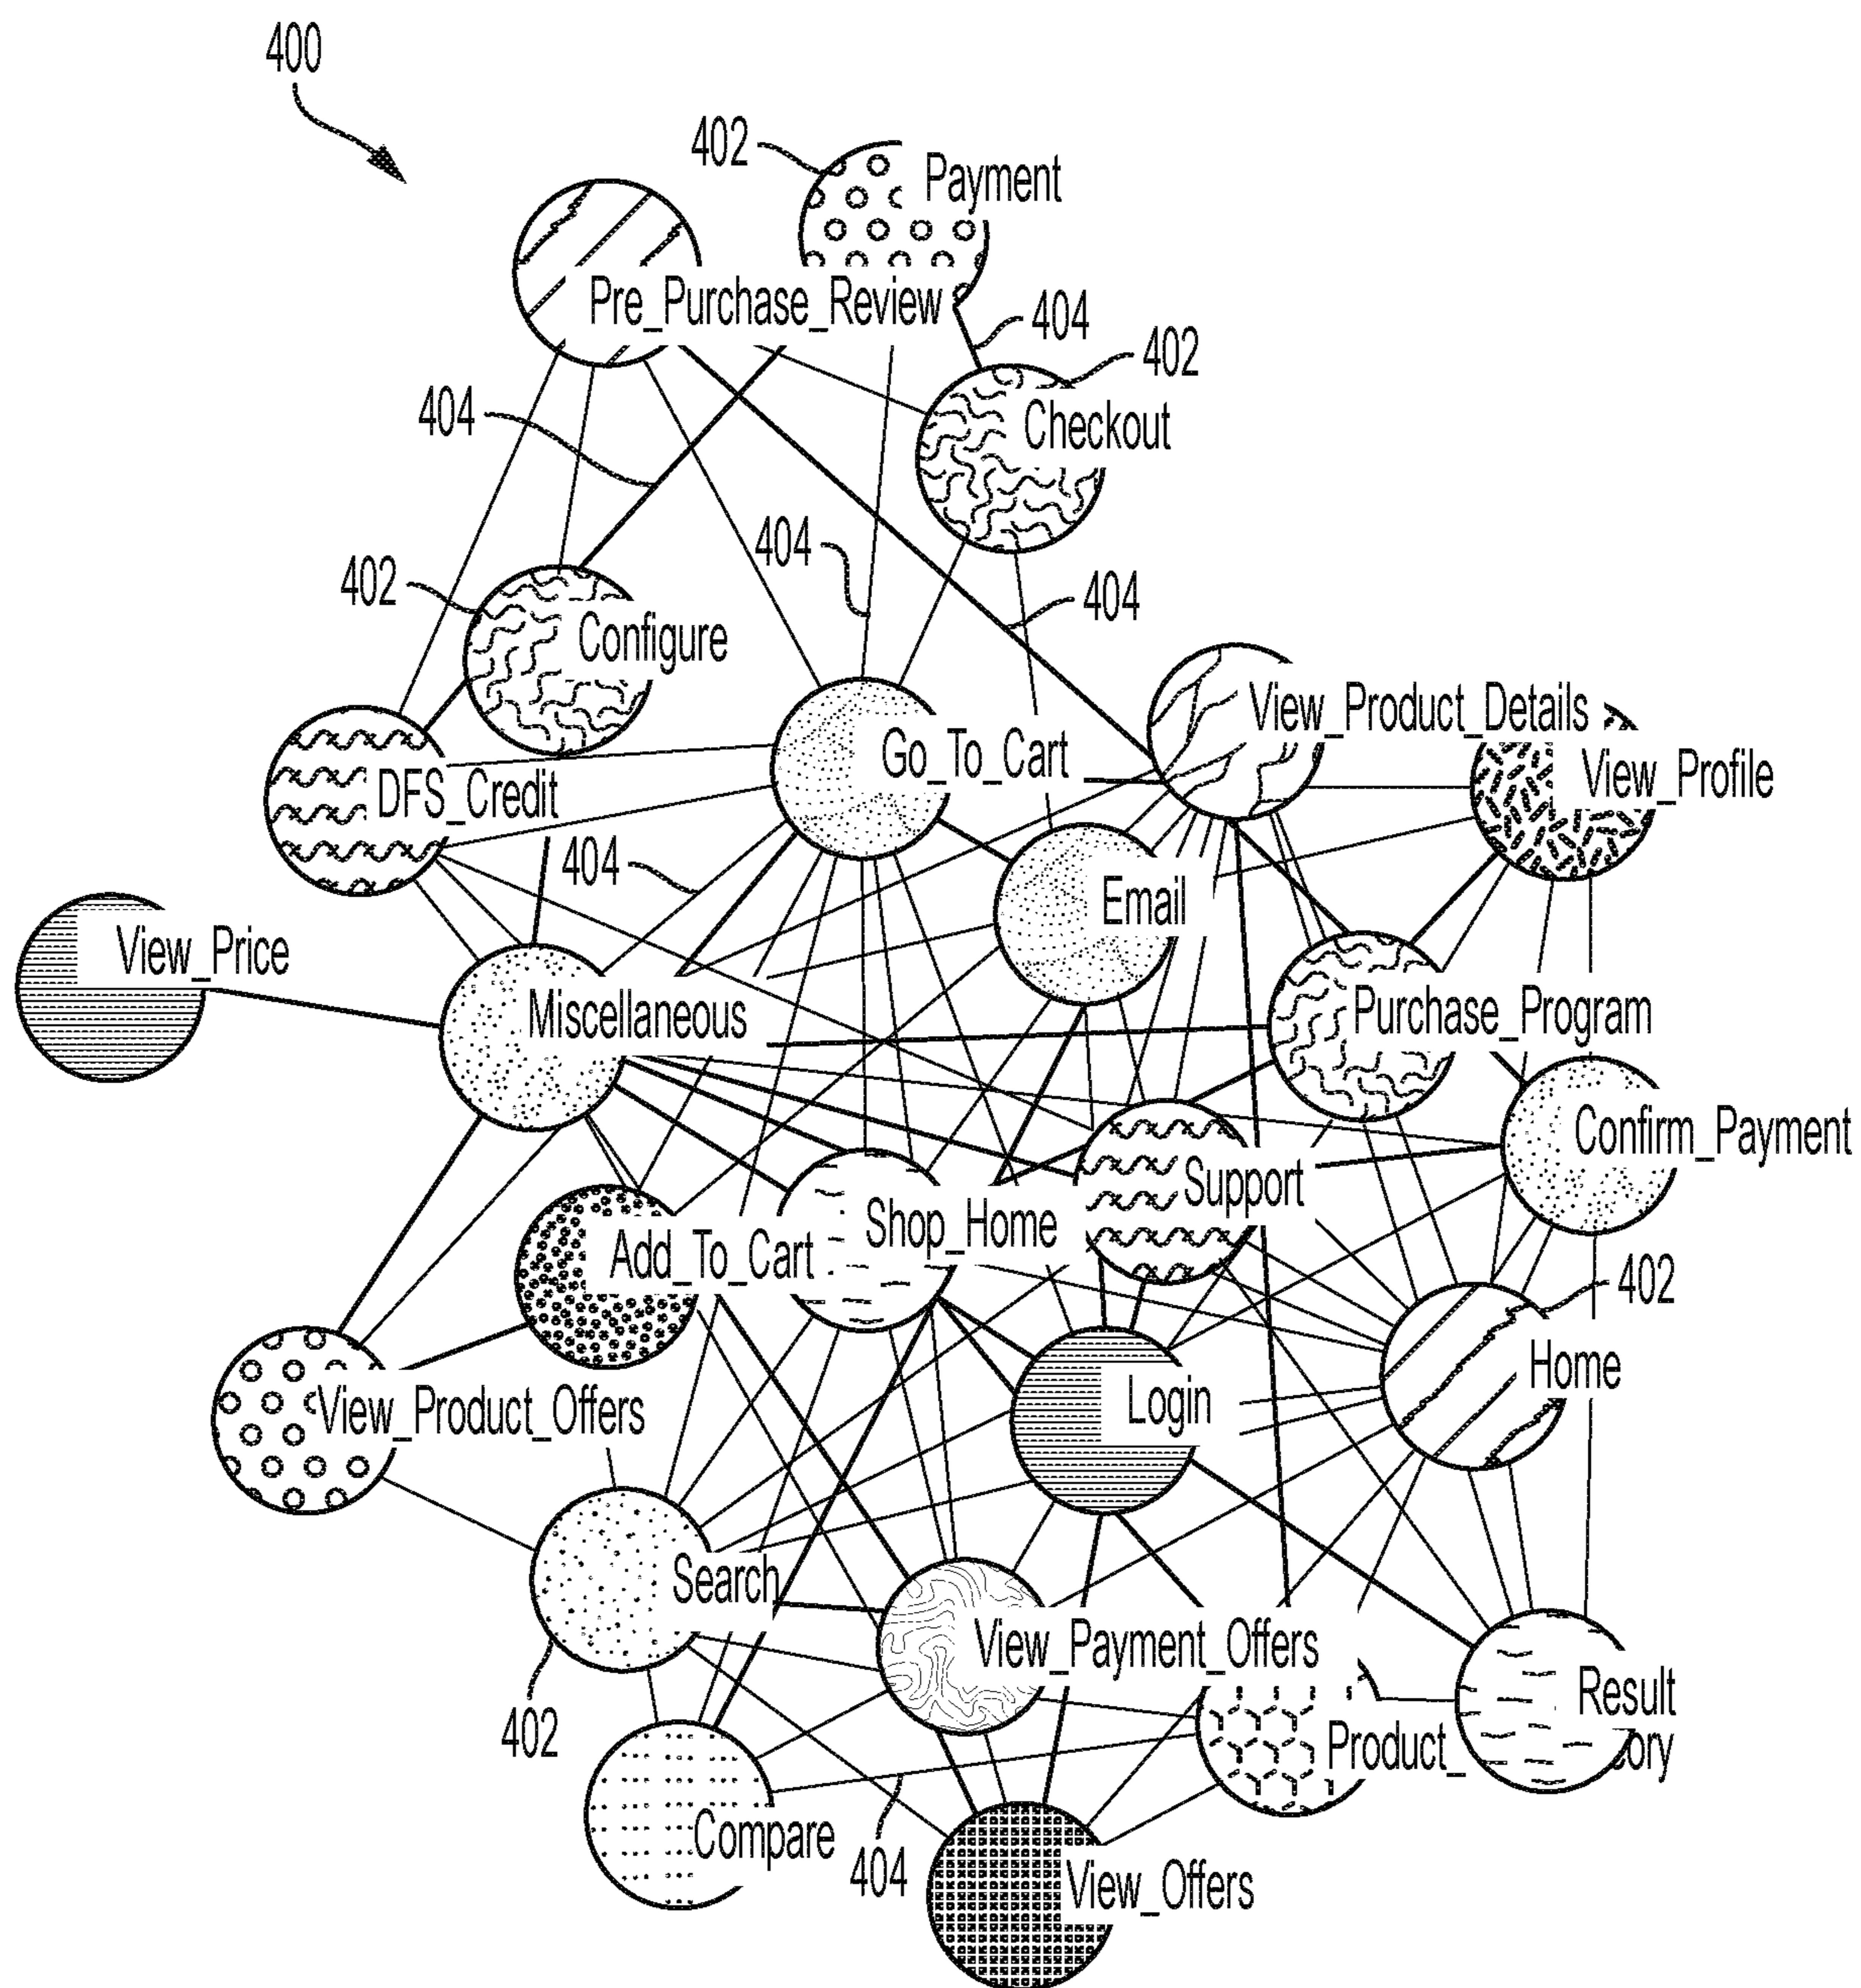 400
402
Payment
Pre_Purchase_Review
404
402
Checkout
404
404
402
404
Configure
View_Product_Details
Go_To_Cart
View_Profile
DFS_Credit
404
Email
View_Price
Miscellaneous
Purchase_Program
Confirm_Payment
Support
Shop_Home
Add_To_Cart
402
Home
Login
View_Product_Offers
Search
View_Payment_Offers
Result
402
Product_
ory
Compare
404
View_Offers